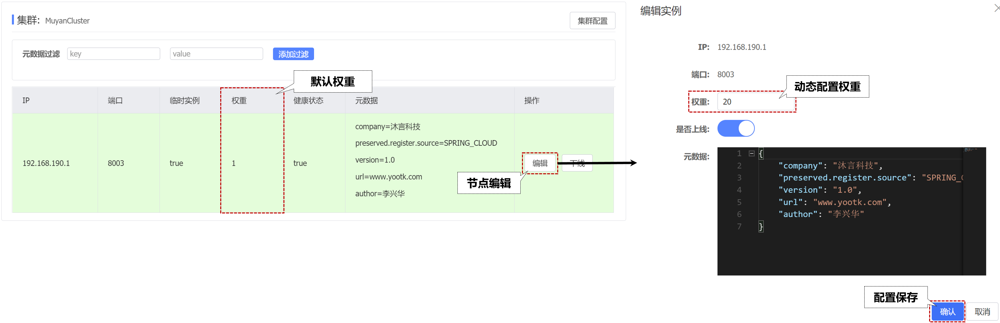 集群: MuyanCluster
集群配置
元数据过滤 key value 添加过滤
默认权重
IP 端口 临时实例 权重 健康状态 元数据 操作
company=沐言科技
preserved.register.source=SPRING_CLOUD
version=1.0
url=www.yootk.com
author=李兴华
192.168.190.1 8003 true 1 true 编辑 下线
节点编辑
编辑实例
IP: 192.168.190.1
端口: 8003
动态配置权重
权重: 20
是否上线:
元数据:
1 {
2 "company": "沐言科技",
3 "preserved.register.source": "SPRING_
4 "version": "1.0",
5 "url": "www.yootk.com",
6 "author": "李兴华"
7 }
配置保存
确认 取消